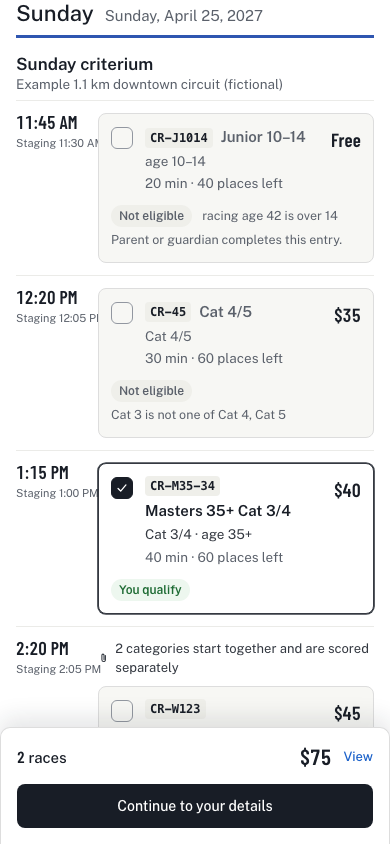 Sunday Sunday, April 25, 2027
Sunday criterium
Example 1.1 km downtown circuit (fictional)
11:45 AM
Staging 11:30 AM
CR–J1014 Junior 10–14 Free
age 10–14
20 min · 40 places left
Not eligible racing age 42 is over 14
Parent or guardian completes this entry.
12:20 PM
Staging 12:05 PM
CR–45 Cat 4/5 $35
Cat 4/5
30 min · 60 places left
Not eligible
Cat 3 is not one of Cat 4, Cat 5
1:15 PM
Staging 1:00 PM
CR–M35–34 $40
Masters 35+ Cat 3/4
Cat 3/4 · age 35+
40 min · 60 places left
You qualify
2:20 PM
Staging 2:05 PM
2 categories start together and are scored
separately
CR–W123 $45
2 races $75 View
Continue to your details